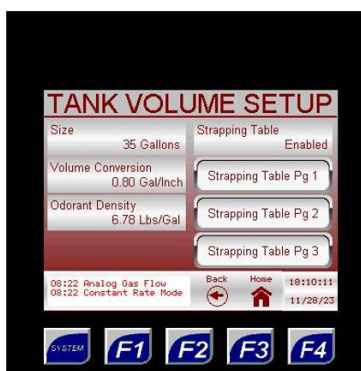 TANK VOLUME SETUP
Size
35 Gallons
Strapping Table
Enabled
Volume Conversion
0.80 Gal/Inch
Strapping Table Pg 1
Odorant Density
6.78 Lbs/Gal
Strapping Table Pg 2
Strapping Table Pg 3
08:22 Analog Gas Flow
08:22 Constant Rate Mode
Back
Home
18:10:11
11/28/23
SYSTEM
F1
F2
F3
F4